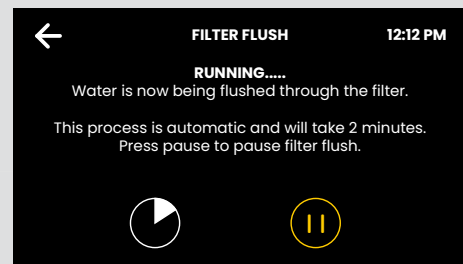 FILTER FLUSH 12:12 PM
RUNNING.....
Water is now being flushed through the filter.
This process is automatic and will take 2 minutes.
Press pause to pause filter flush.